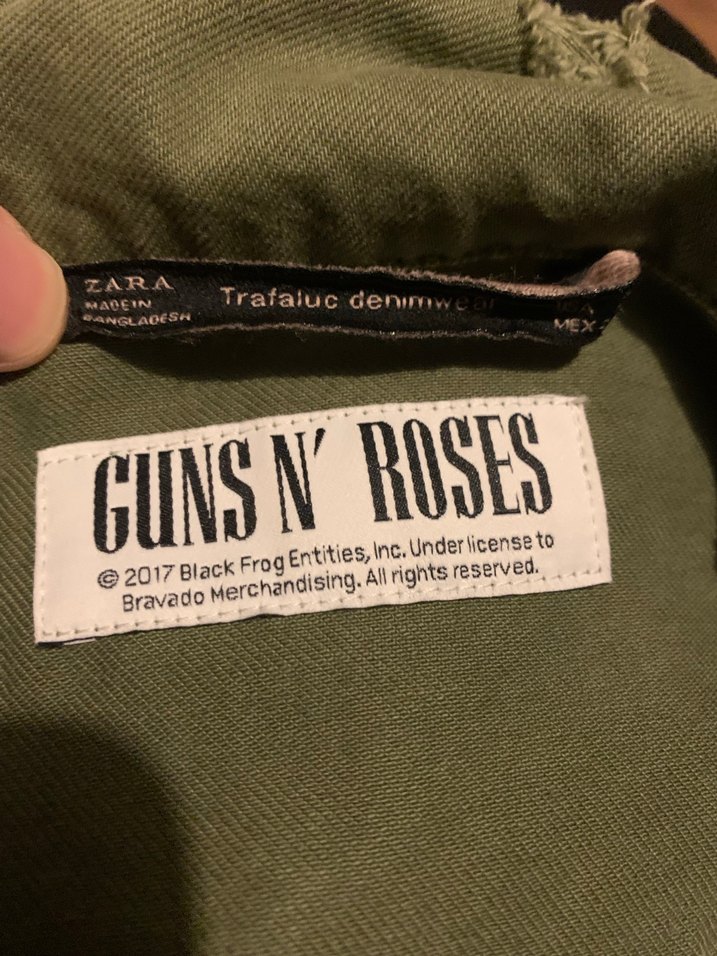 ZARA
MADE IN
BANGLADESH
Trafaluc denimwear
MEX
GUNS N' ROSES
© 2017 Black Frog Entities, Inc. Under license to
Bravado Merchandising. All rights reserved.